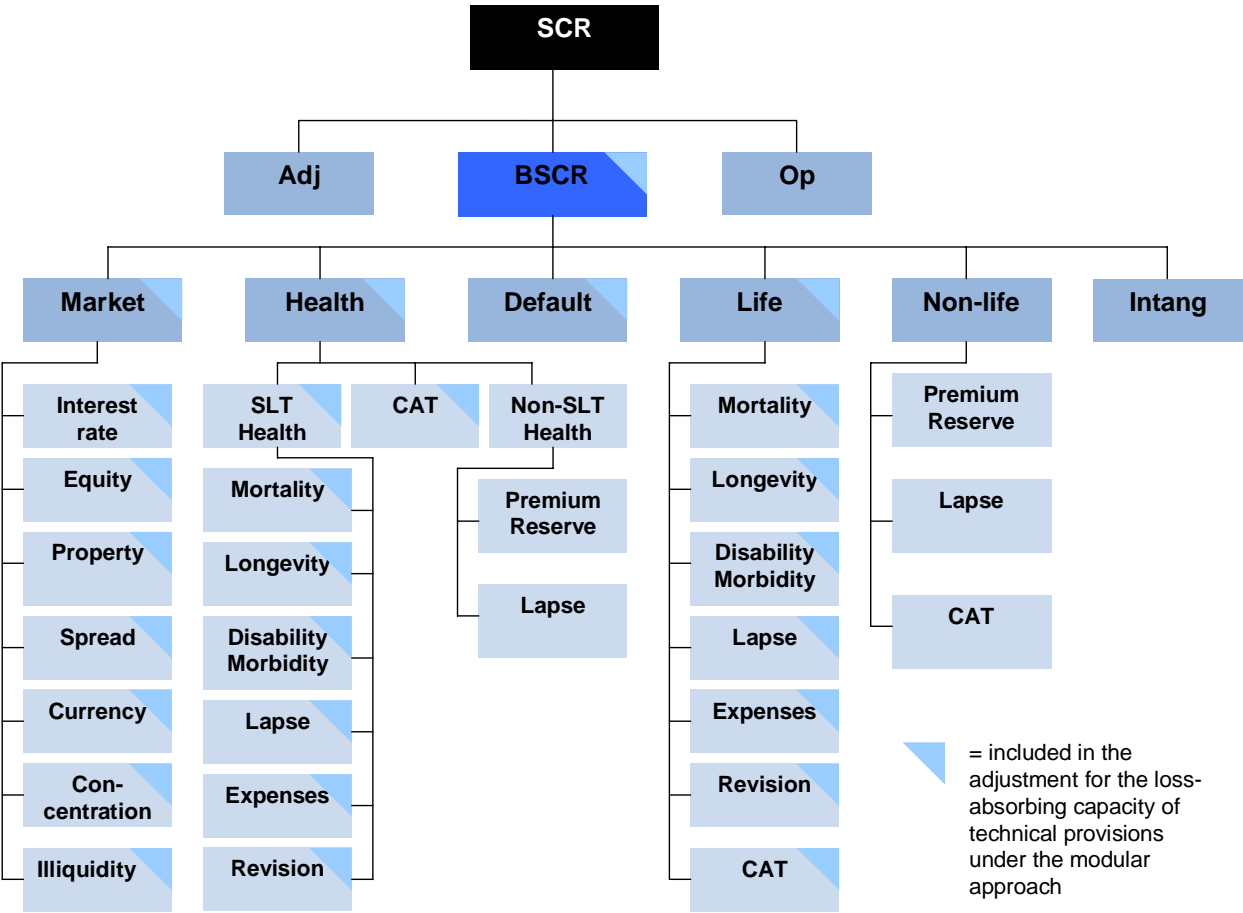 SCR
Adj
BSCR
Op
Market
Health
Default
Life
Non-life
Intang
Interest
rate
Equity
Property
Spread
Currency
Con-
centration
Illiquidity
SLT
Health
CAT
Non-SLT
Health
Mortality
Longevity
Disability
Morbidity
Lapse
Expenses
Revision
Premium
Reserve
Lapse
Mortality
Longevity
Disability
Morbidity
Lapse
Expenses
Revision
CAT
Premium
Reserve
Lapse
CAT
= included in the
adjustment for the loss-
absorbing capacity of
technical provisions
under the modular
approach